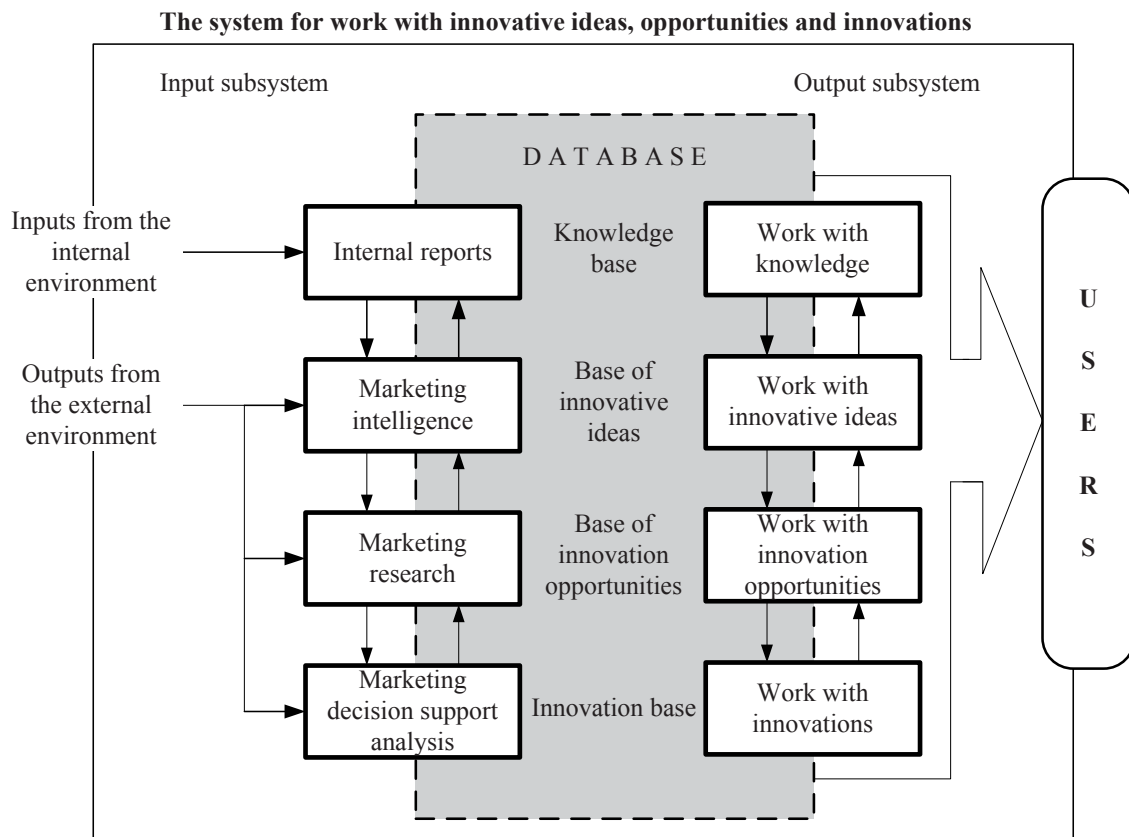 The system for work with innovative ideas, opportunities and innovations
Input subsystem
Output subsystem
D A T A B A S E
Inputs from the
internal
environment
Internal reports
Knowledge
base
Work with
knowledge
Outputs from
the external
environment
Marketing
intelligence
Base of
innovative
ideas
Work with
innovative ideas
Marketing
research
Base of
innovation
opportunities
Work with
innovation
opportunities
Marketing
decision support
analysis
Innovation base
Work with
innovations
U
S
E
R
S